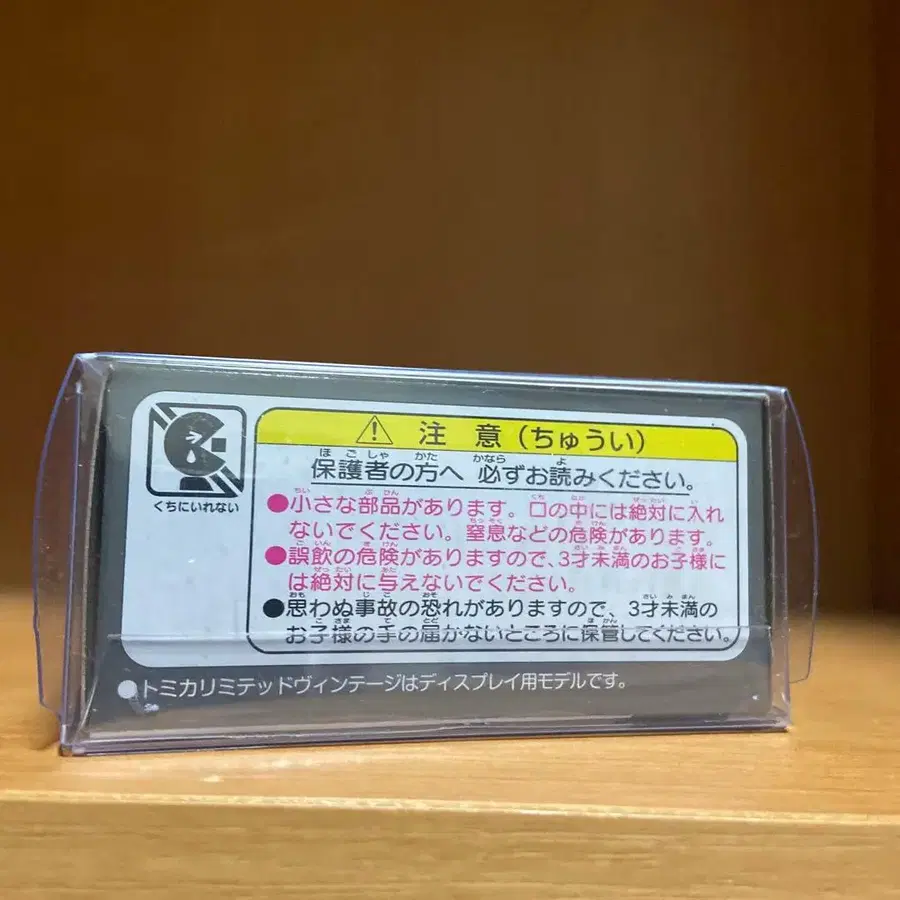 注意(ちゅうい)
保護者の方へ 必ずお読みください。
●小さな部品があります。口の中には絶対に入れ
ないでください。窒息などの危険があります。
●誤飲の危険がありますので、3才未満のお子様に
は絶対に与えないでください。
●思わぬ事故の恐れがありますので、3才未満の
お子様の手の届かないところに保管してください。
くちにいれない
●トミカリミテッドヴィンテージはディスプレイ用モデルです。